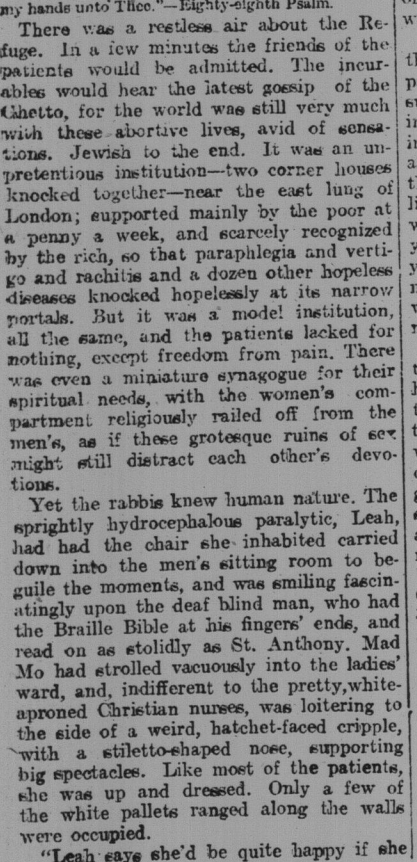 my hands unto Thee."—Eighty-eighth Psalm.
There was a restless air about the Re-
fuge. In a few minutes the friends of the
patients would be admitted. The incur-
ables would hear the latest gossip of the
Ghetto, for the world was still very much
with these abortive lives, avid of sensa-
tions. Jewish to the end. It was an un-
pretentious institution—two corner houses
knocked together—near the east lung of
London; supported mainly by the poor at
a penny a week, and scarcely recognized
by the rich, so that paraphlegia and verti-
go and rachitis and a dozen other hopeless
diseases knocked hopelessly at its narrow
portals. But it was a model institution,
all the same, and the patients lacked for
nothing, except freedom from pain. There
was even a miniature synagogue for their
spiritual needs, with the women's com-
partment religiously railed off from the
men's, as if these grotesque ruins of sex
might still distract each other's devo-
tions.
Yet the rabbis knew human nature. The
sprightly hydrocephalous paralytic, Leah,
had had the chair she inhabited carried
down into the men's sitting room to be-
guile the moments, and was smiling fascin-
atingly upon the deaf blind man, who had
the Braille Bible at his fingers' ends, and
read on as stolidly as St. Anthony. Mad
Mo had strolled vacuously into the ladies'
ward, and, indifferent to the pretty, white-
aproned Christian nurses, was loitering to
the side of a weird, hatchet-faced cripple,
with a stiletto-shaped nose, supporting
big spectacles. Like most of the patients,
she was up and dressed. Only a few of
the white pallets ranged along the walls
were occupied.
"Leah says she'd be quite happy if she